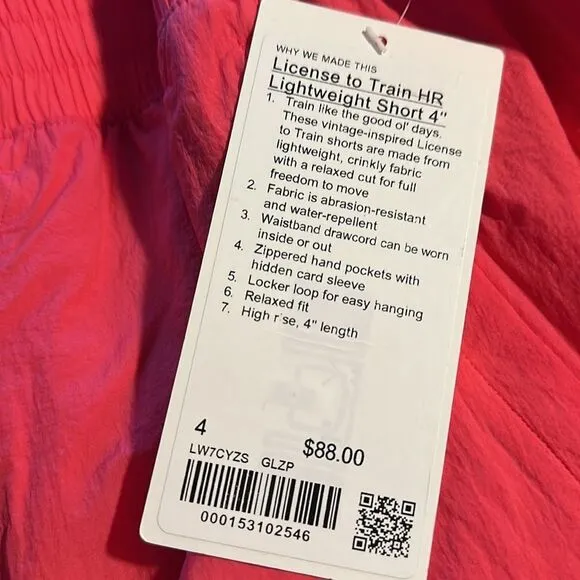 WHY WE MADE THIS
License to Train HR
Lightweight Short 4"
1. Train like the good ol' days.
These vintage-inspired License
to Train shorts are made from
lightweight, crinkly fabric
with a relaxed cut for full
freedom to move
2. Fabric is abrasion-resistant
and water-repellent
3. Waistband drawcord can be worn
inside or out
4. Zippered hand pockets with
hidden card sleeve
5. Locker loop for easy hanging
6. Relaxed fit
7. High rise, 4" length
4 $88.00
LW7CYZS GLZP
000153102546